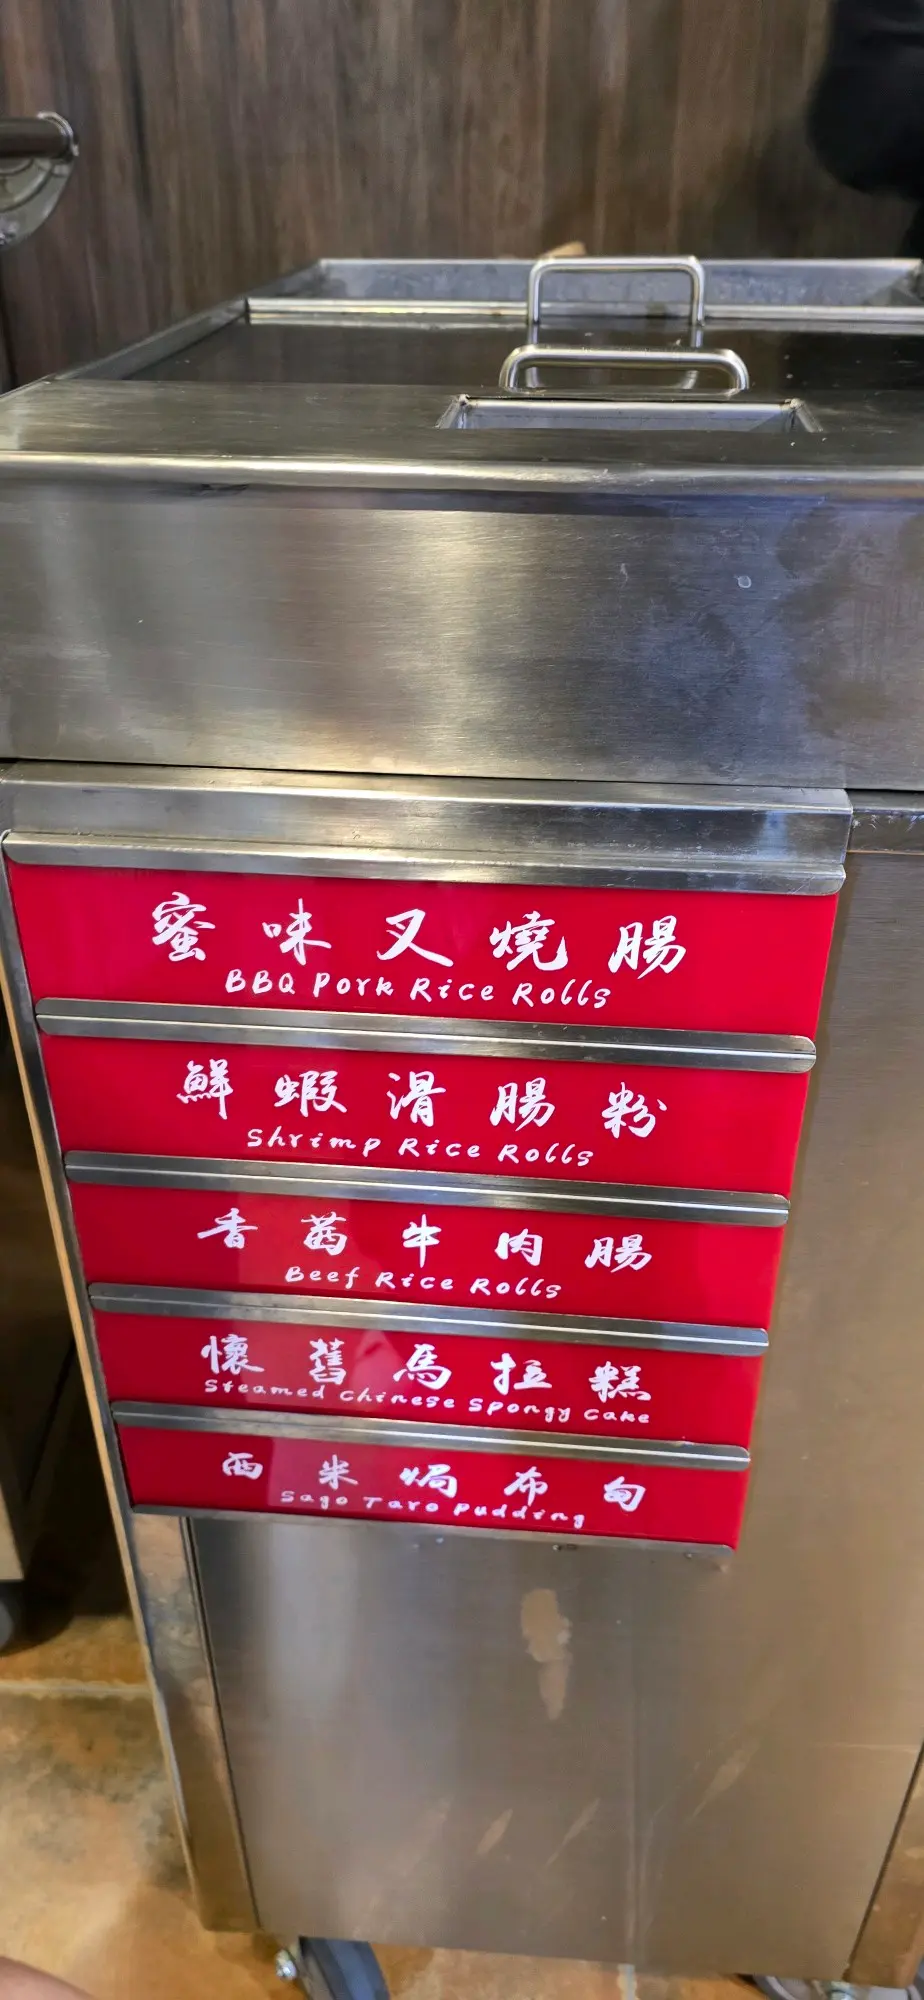 蜜味叉燒腸
BBQ Pork Rice Rolls
鮮蝦滑腸粉
Shrimp Rice Rolls
香茜牛肉腸
Beef Rice Rolls
懷舊馬拉糕
Steamed Chinese Spongy Cake
西米焗布甸
Sago Taro Pudding